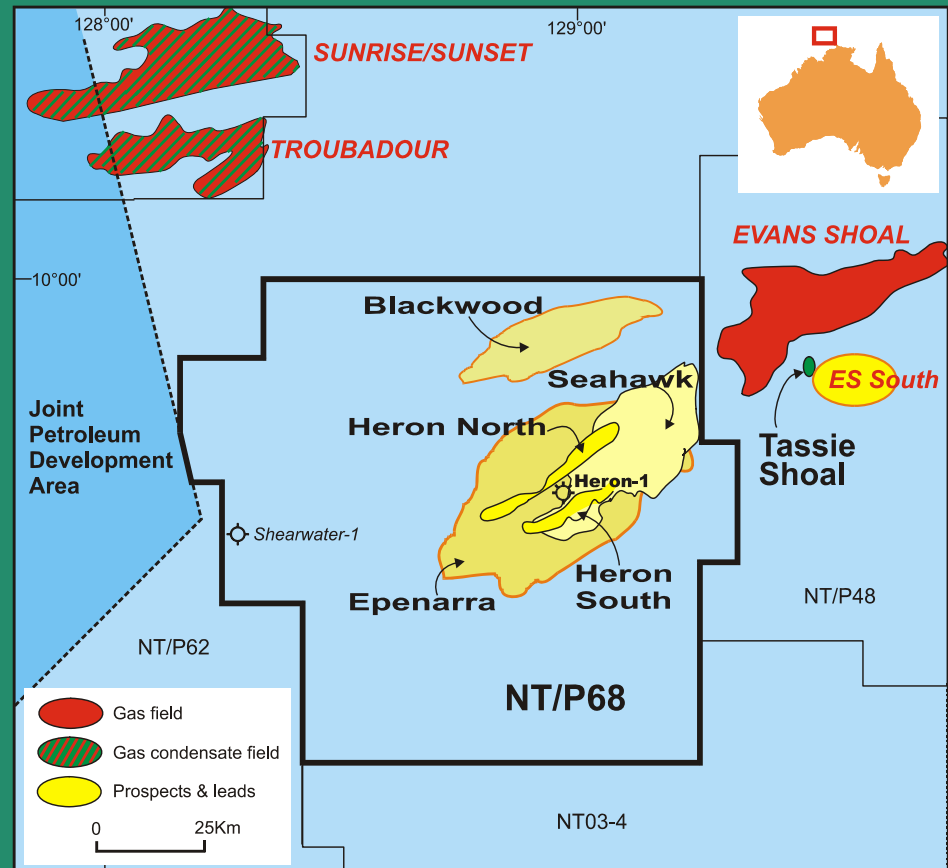 128°00'
129°00'
SUNRISE/SUNSET
TROUBADOUR
EVANS SHOAL
10°00'
Blackwood
Seahawk
ES South
Joint
Petroleum
Development
Area
Heron North
Tassie
Shoal
Heron-1
Shearwater-1
Heron
South
Epenarra
NT/P48
NT/P62
NT/P68
Gas field
Gas condensate field
Prospects & leads
0 25Km
NT03-4